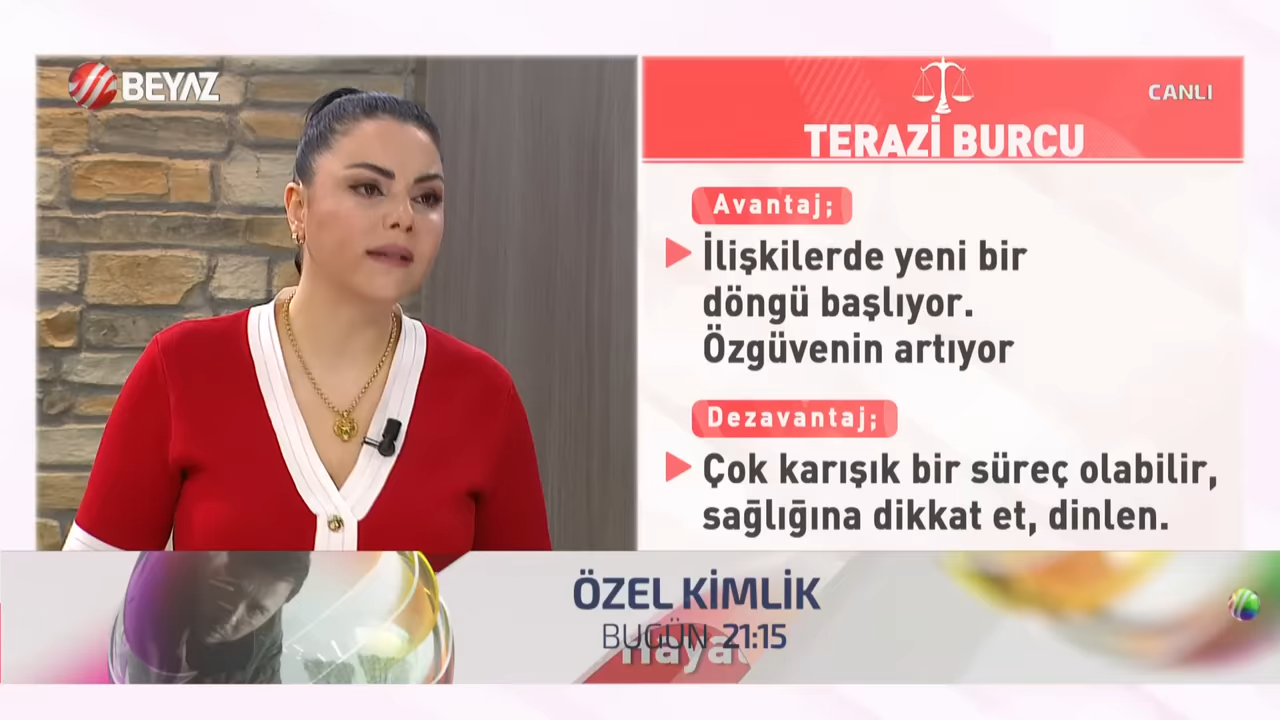 BEYAZ
CANLI
TERAZİ BURCU
Avantaj;
İlişkilerde yeni bir
döngü başlıyor.
Özgüvenin artıyor
Dezavantaj;
Çok karışık bir süreç olabilir,
sağlığına dikkat et, dinlen.
ÖZEL KİMLİK
BUGÜN 21:15